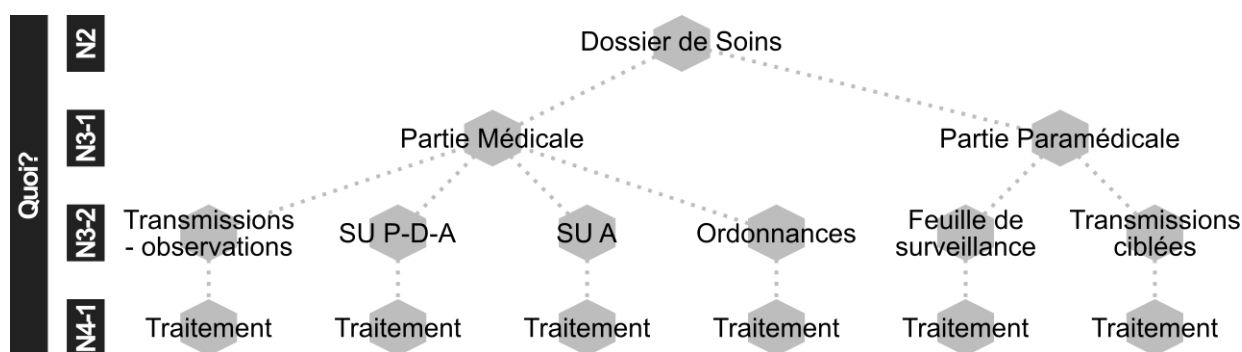 Quoi?
N2
Dossier de Soins
N3-1
Partie Médicale
Partie Paramédicale
N3-2
Transmissions
- observations
SU P-D-A
SU A
Ordonnances
Feuille de
surveillance
Transmissions
ciblées
N4-1
Traitement
Traitement
Traitement
Traitement
Traitement
Traitement